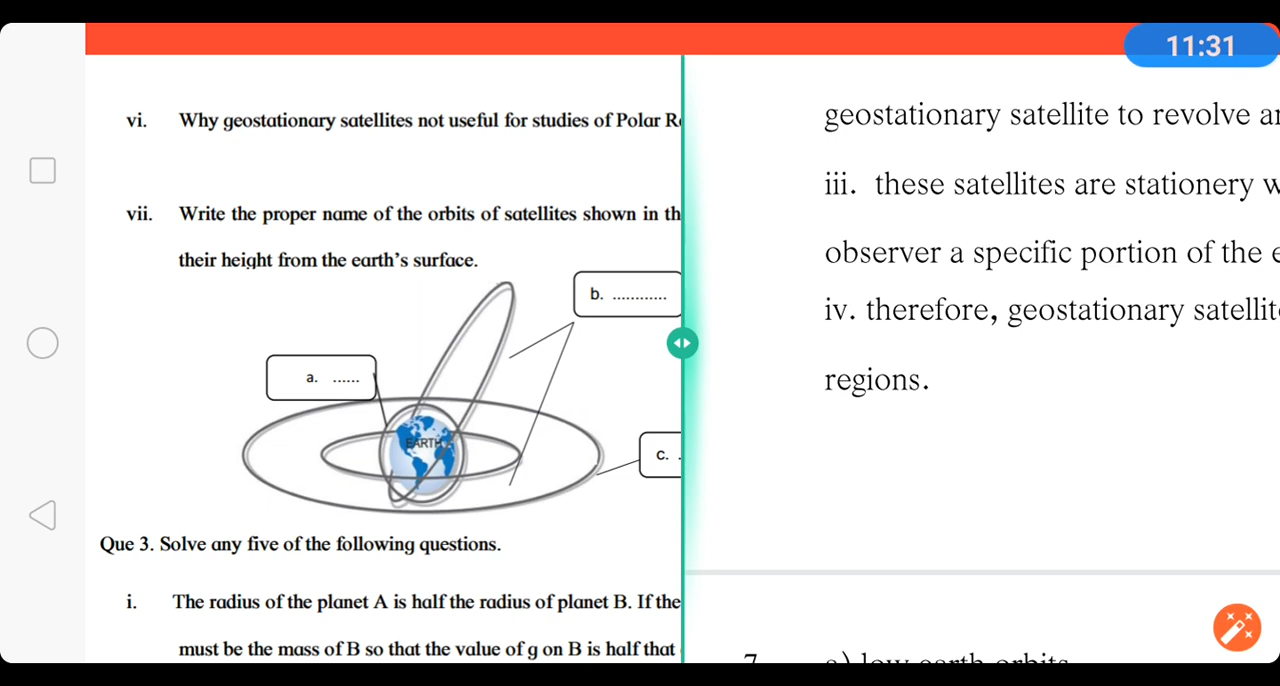 11:31
vi. Why geostationary satellites not useful for studies of Polar
vii. Write the proper name of the orbits of satellites shown in
their height from the earth's surface.
b. ............
a. ......
EARTH
c. .
Que 3. Solve any five of the following questions.
i. The radius of the planet A is half the radius of planet B. If the
must be the mass of B so that the value of g on B is half that
geostationary satellite to revolve
iii. these satellites are stationery
observer a specific portion of the
iv. therefore, geostationary
regions.
7 a) low earth orbits